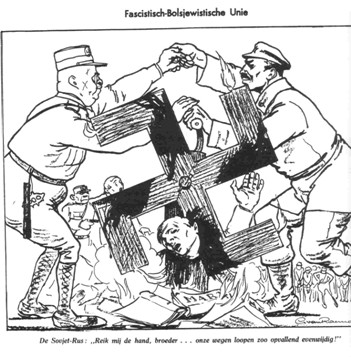 Fascistisch-Bolsjewistische Unie
De Sovjet-Rus: „Reik mij de hand, broeder . . . onze wegen loopen zoo opvallend evenwijdig!”